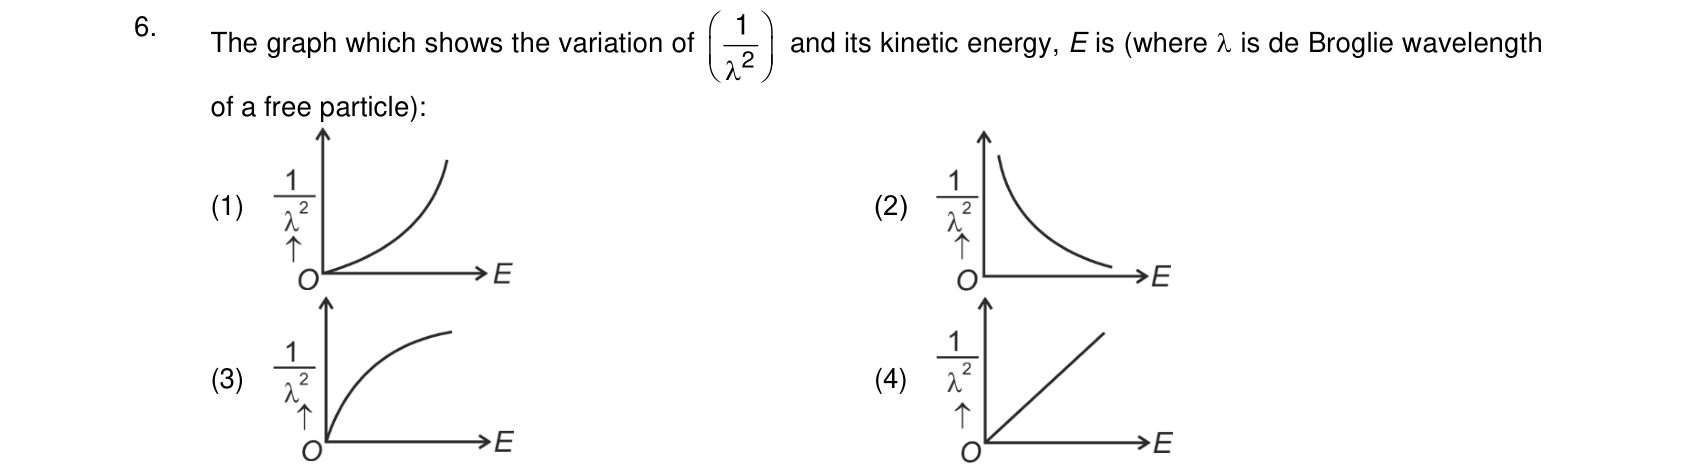 6.
The graph which shows the variation of (1/λ²) and its kinetic energy, E is (where λ is de Broglie wavelength
of a free particle):
(1) 1/λ² ↑ O → E
(2) 1/λ² ↑ O → E
(3) 1/λ² ↑ O → E
(4) 1/λ² ↑ O → E